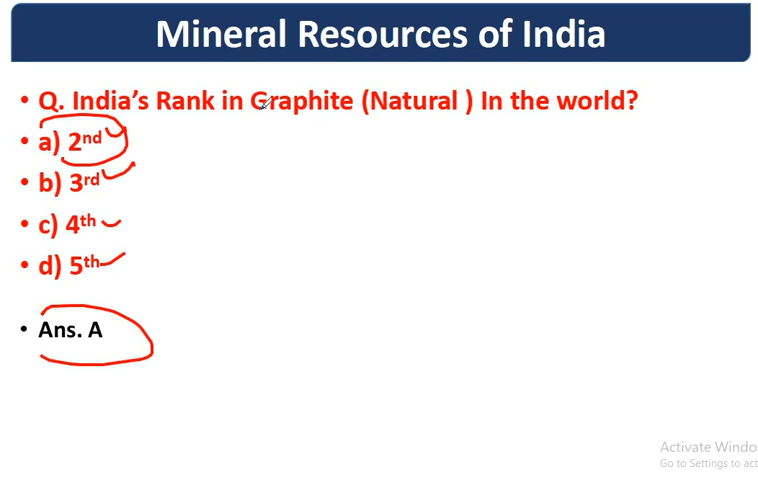 Mineral Resources of India
• Q. India's Rank in Graphite (Natural ) In the world?
• a) 2nd
• b) 3rd
• c) 4th
• d) 5th
• Ans. A
Activate Windo
Go to Settings to act